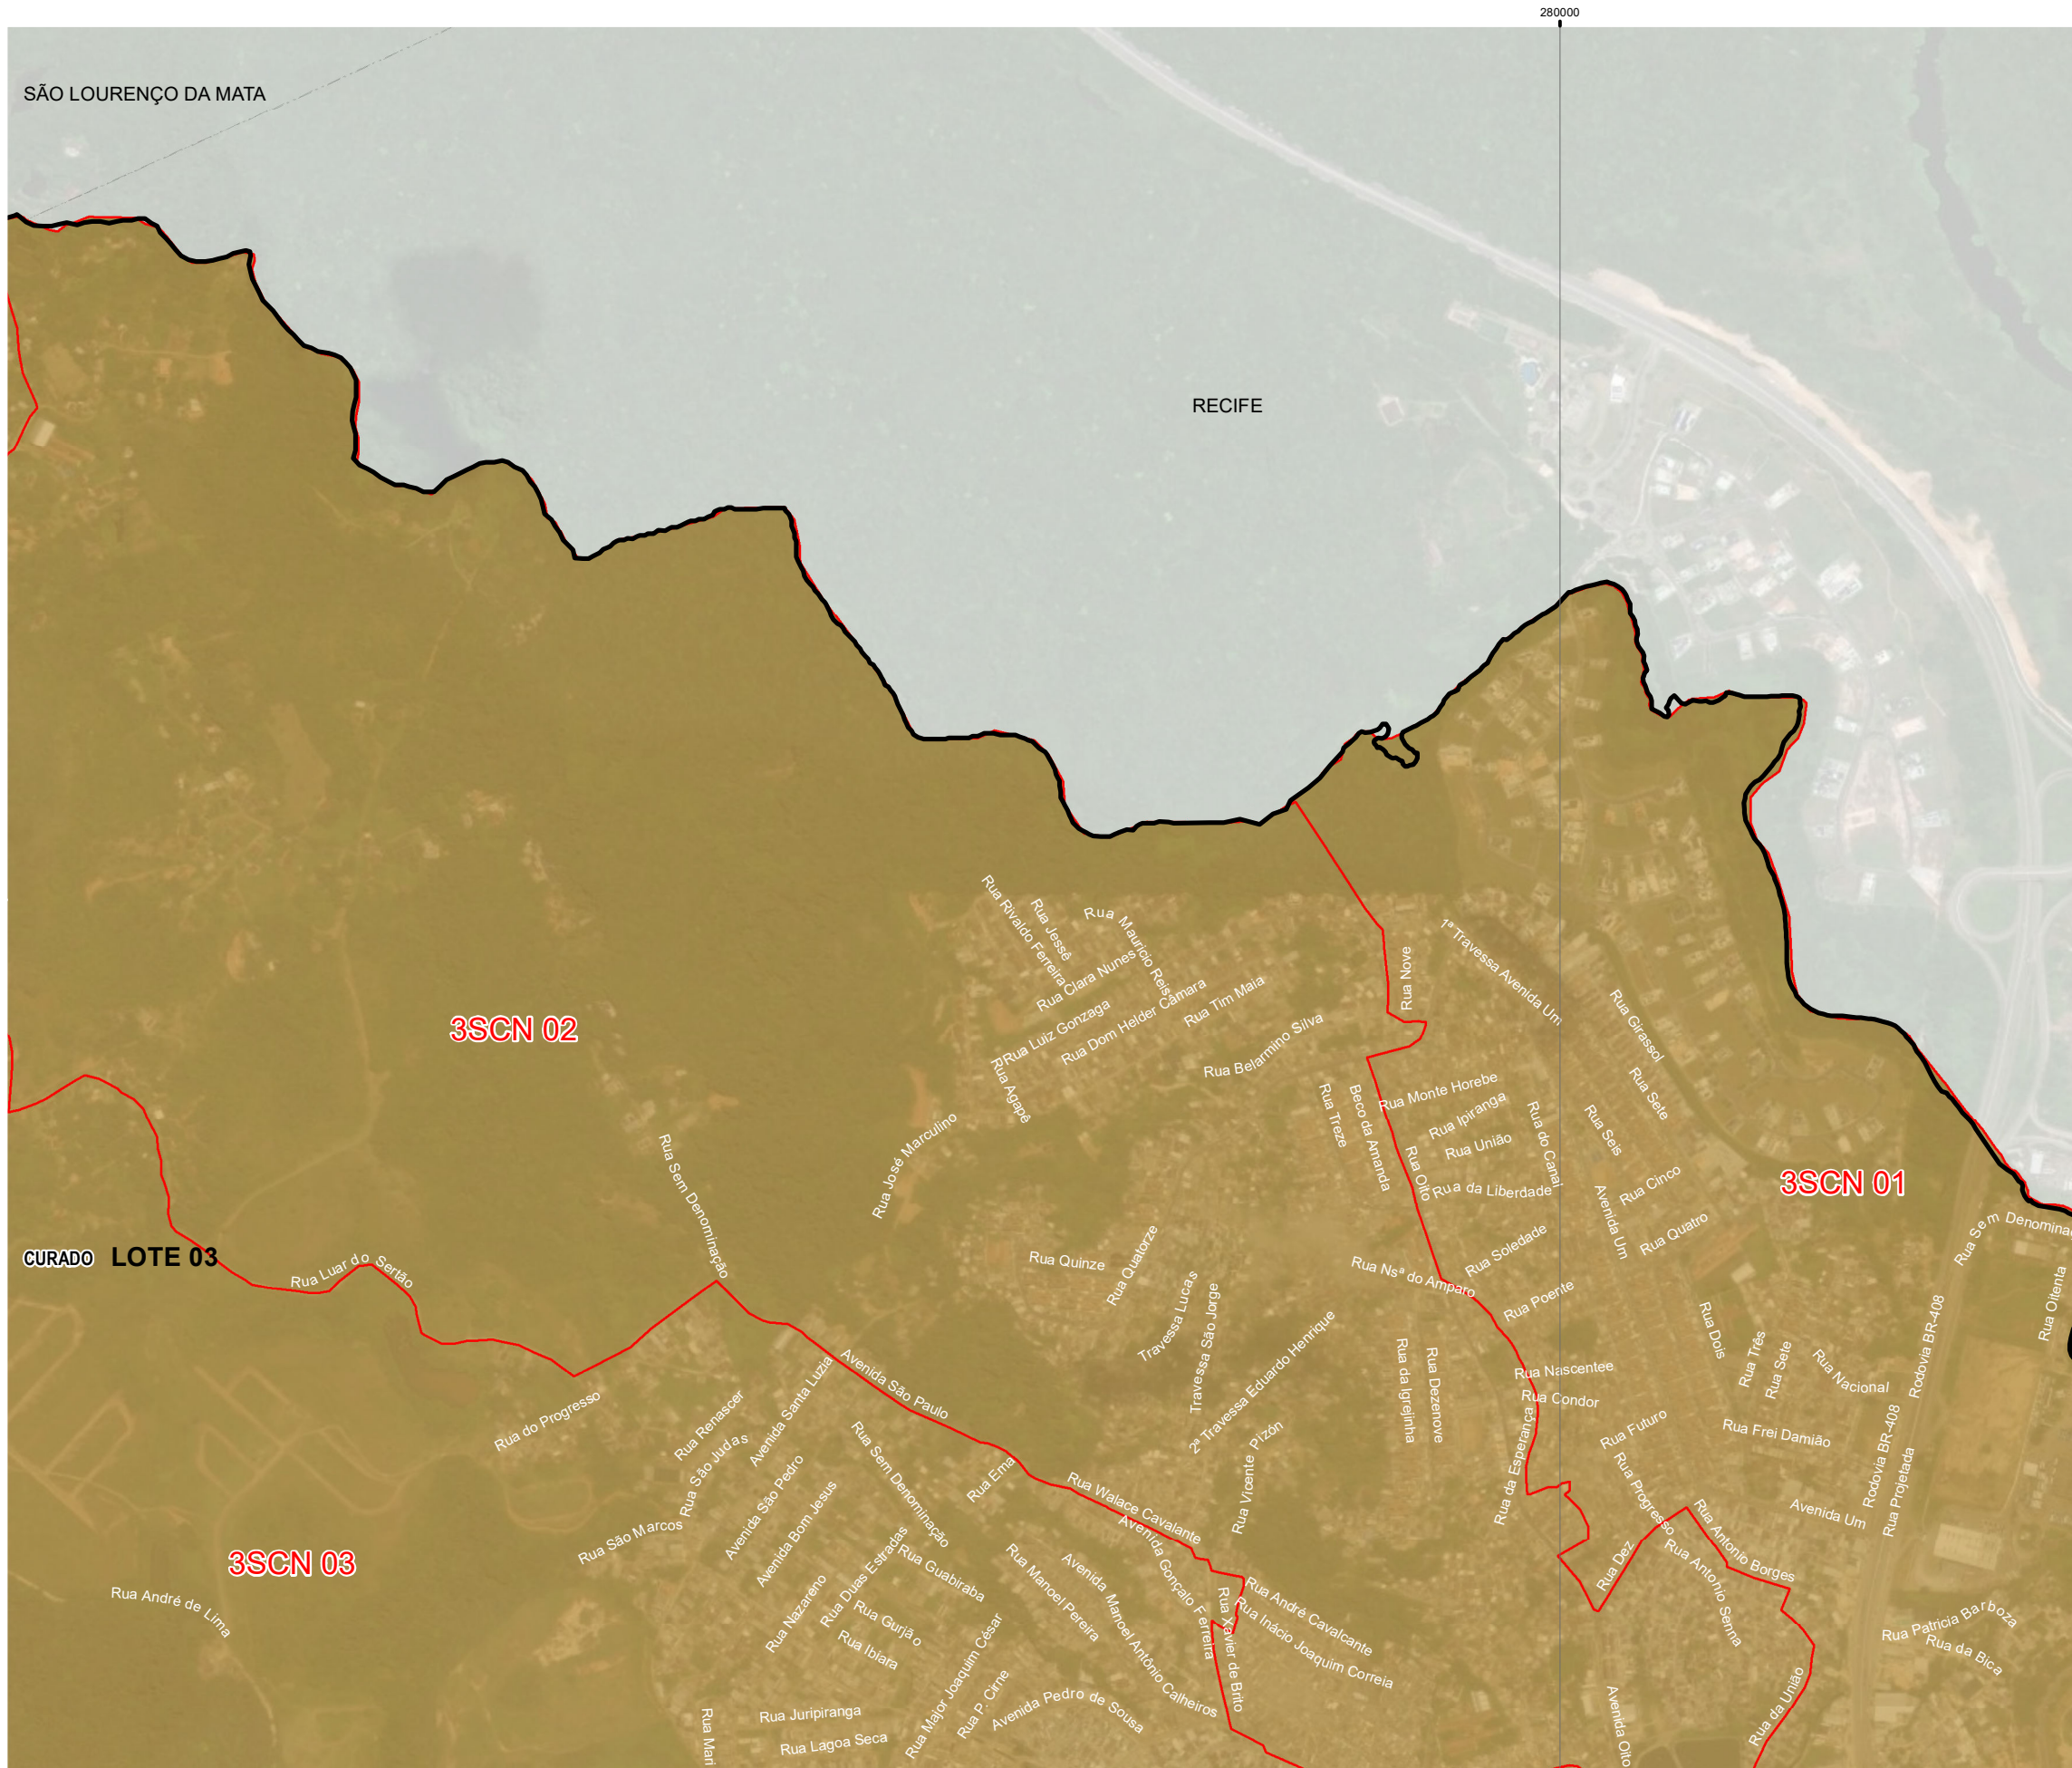 280000
SÃO LOURENÇO DA MATA
RECIFE
Rua Rivaldo Ferreira
Rua Jessé
Rua Mauricio Reis
Rua Clara Nunes
Rua Luiz Gonzaga
Rua Dom Helder Câmara
Rua Tim Maia
Rua Belarmino Silva
Rua Agapê
Rua Nove
1ª Travessa Avenida Um
Rua Girassol
Rua Sete
3SCN 02
Rua José Marculino
Rua Sem Denominação
Rua Treze
Beco da Amanda
Rua Monte Horebe
Rua Ipiranga
Rua União
Rua Oito
Rua da Liberdade
Rua do Canal
Rua Seis
Rua Cinco
Avenida Um
Rua Quatro
3SCN 01
Rua Sem Denomina
Rua Oitenta
CURADO LOTE 03
Rua Luar do Sertão
Rua Quinze
Rua Quatorze
Travessa Lucas
Travessa São Jorge
2ª Travessa Eduardo Henrique
Rua Nsª do Amparo
Rua Soledade
Rua Poente
Rua da Igrejinha
Rua Dezenove
Rua Nascentee
Rua Condor
Rua da Esperança
Rua Dois
Rua Três
Rua Sete
Rua Nacional
Rodovia BR-408
Rua Frei Damião
Rua Futuro
Rua Progresso
Rodovia BR-408
Rua Projetada
Avenida Um
Rua do Progresso
Rua Renascer
Avenida Santa Luzia
Avenida São Paulo
Rua São Judas
Avenida São Pedro
Rua Sem Denominação
Rua Ema
Rua Walace Cavalante
Rua Vicente Pizón
Rua São Marcos
Avenida Bom Jesus
Rua Nazareno
Rua Duas Estradas
Rua Guabiraba
Rua Gurjão
Rua Ibiara
Rua Manoel Pereira
Avenida Manoel Antônio Calheiros
Avenida Gonçalo Ferreira
Rua Xavier de Brito
Rua André Cavalcante
Rua Inácio Joaquim Correia
Rua Dez
Rua Antonio Borges
Rua Antonio Senna
3SCN 03
Rua André de Lima
Rua Major Joaquim César
Rua P. Cirne
Avenida Pedro de Sousa
Rua Juripiranga
Rua Lagoa Seca
Rua Mari
Avenida Oito
Rua da União
Rua Patricia Barboza
Rua da Bica